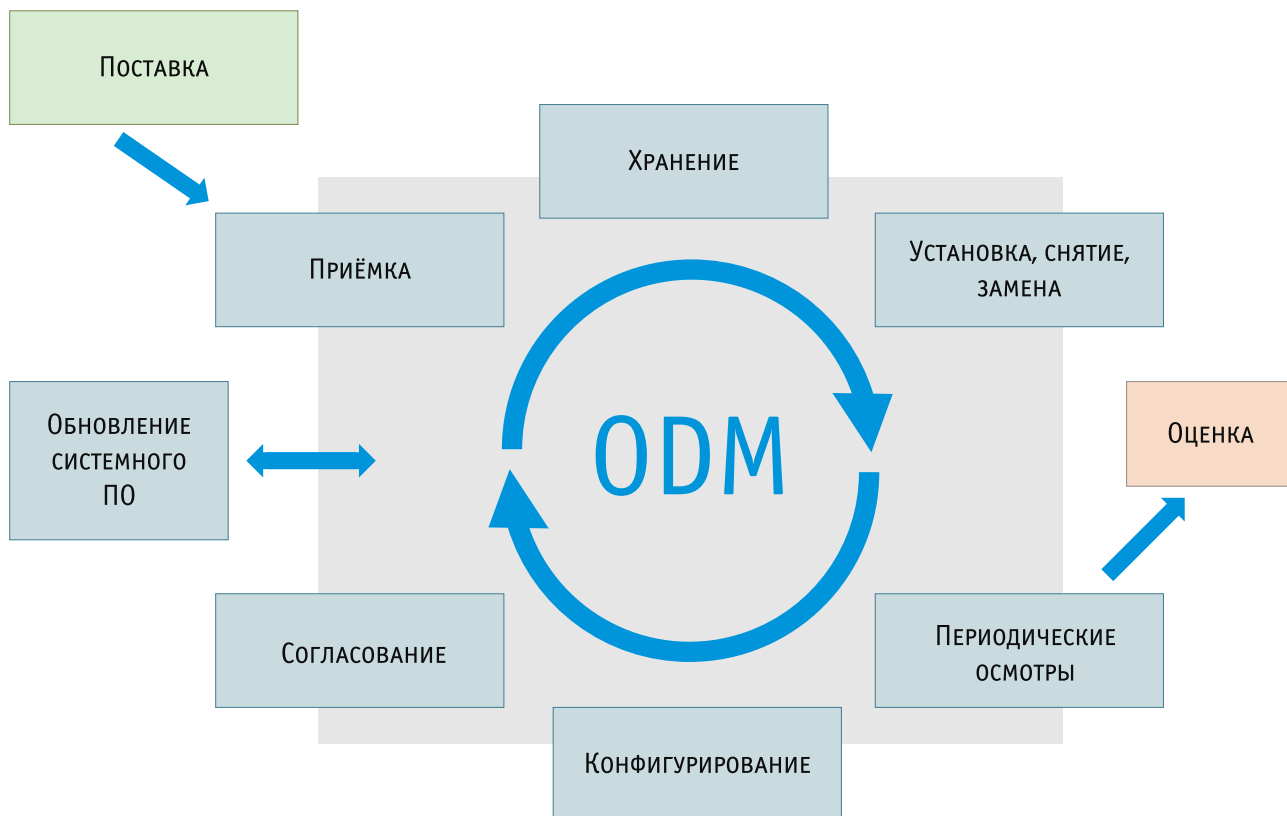 Поставка
Хранение
Приёмка
Установка, снятие,
замена
Обновление
системного
ПО
ODM
Оценка
Согласование
Периодические
осмотры
Конфигурирование